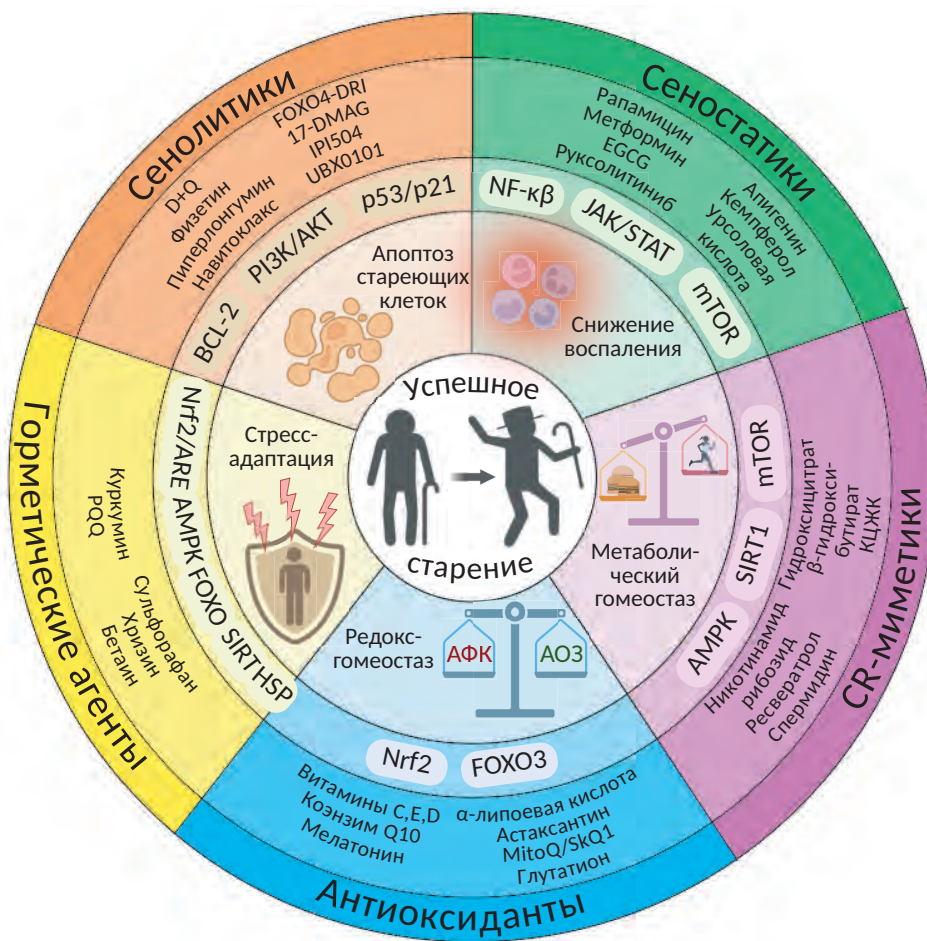 Сенолитики
FOXO4-DRI
17-DMAG
IPI504
UBX0101
D+Q
Физетин
Пиперлонгумин
Навитоклакс
BCL-2
PI3K/AKT
p53/p21
Апоптоз
стареющих
клеток
Сеностатики
Рапамицин
Метформин
EGCG
Руксолитиниб
Апигенин
Кемпферол
Урсоловая
кислота
NF-κβ
JAK/STAT
mTOR
Снижение
воспаления
CR-миметики
mTOR
SIRT1
AMPK
Гидроксицитрат
β-гидрокси-
бутират
КЦЖК
Никотинамид
рибозид
Ресвератрол
Спермидин
Метаболи-
ческий
гомеостаз
Антиоксиданты
Nrf2
FOXO3
Витамины C,E,D
Коэнзим Q10
Мелатонин
α-липоевая кислота
Астаксантин
MitoQ/SkQ1
Глутатион
Редокс-
гомеостаз
АФК
АОЗ
Горметические агенты
Nrf2/ARE AMPK FOXO SIRTHSP
Куркумин
PQQ
Сульфорафан
Хризин
Бетаин
Стресс-
адаптация
Успешное
старение